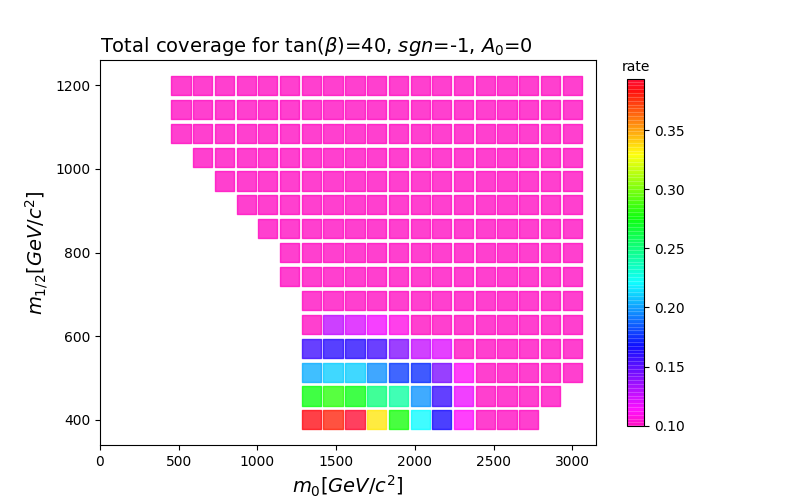 Total coverage for tan(β)=40, sgn=-1, A₀=0
rate
1200
1000
800
600
400
0.35
0.30
0.25
0.20
0.15
0.10
m₁/₂[GeV/c²]
0 500 1000 1500 2000 2500 3000
m₀[GeV/c²]